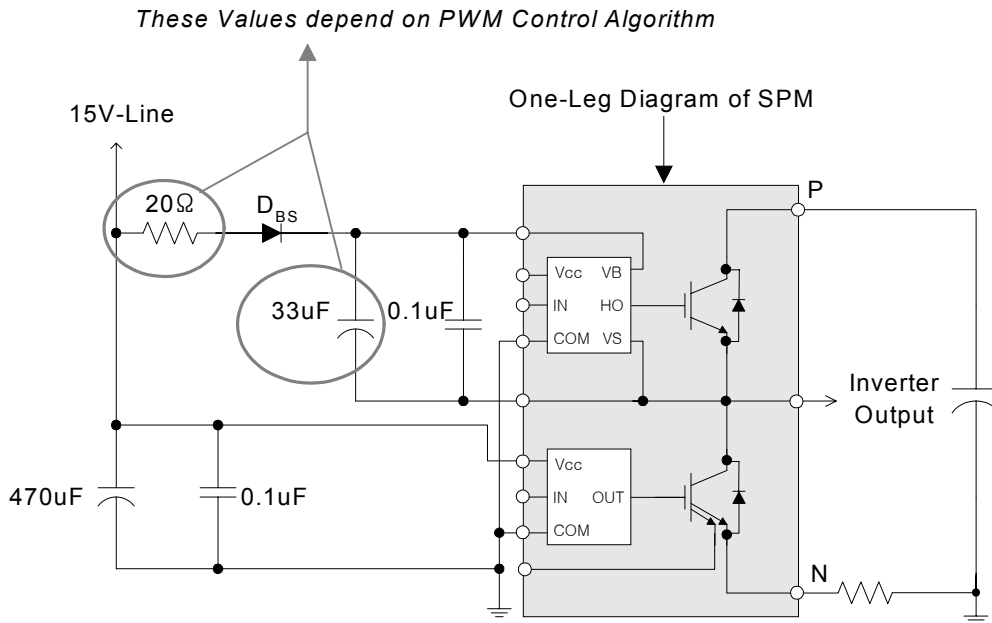 These Values depend on PWM Control Algorithm
One-Leg Diagram of SPM
15V-Line
P
20Ω
DBS
Vcc
VB
IN
HO
COM
VS
33uF
0.1uF
Inverter
Output
Vcc
IN
OUT
COM
470uF
0.1uF
N